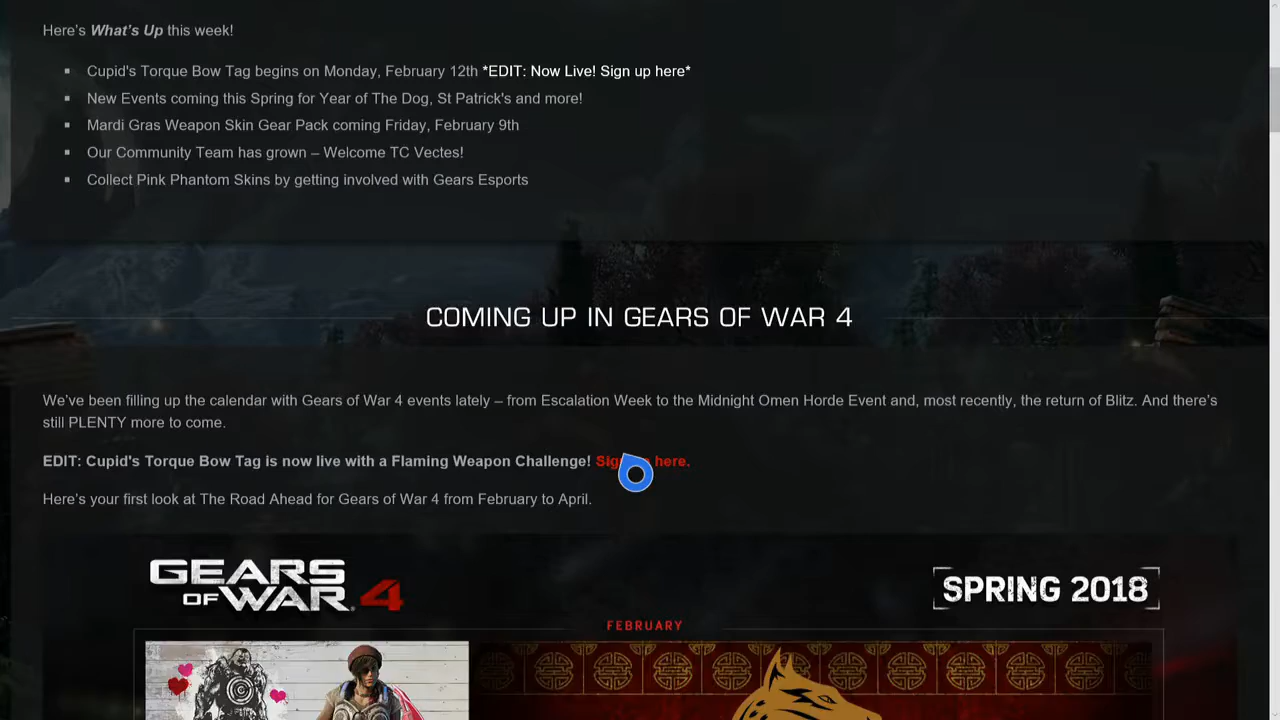 Here's What's Up this week!
Cupid's Torque Bow Tag begins on Monday, February 12th *EDIT: Now Live! Sign up here*
New Events coming this Spring for Year of The Dog, St Patrick's and more!
Mardi Gras Weapon Skin Gear Pack coming Friday, February 9th
Our Community Team has grown – Welcome TC Vectes!
Collect Pink Phantom Skins by getting involved with Gears Esports
COMING UP IN GEARS OF WAR 4
We've been filling up the calendar with Gears of War 4 events lately – from Escalation Week to the Midnight Omen Horde Event and, most recently, the return of Blitz. And there's
still PLENTY more to come.
EDIT: Cupid's Torque Bow Tag is now live with a Flaming Weapon Challenge! here.
Here's your first look at The Road Ahead for Gears of War 4 from February to April.
GEARS OF WAR 4
SPRING 2018
FEBRUARY